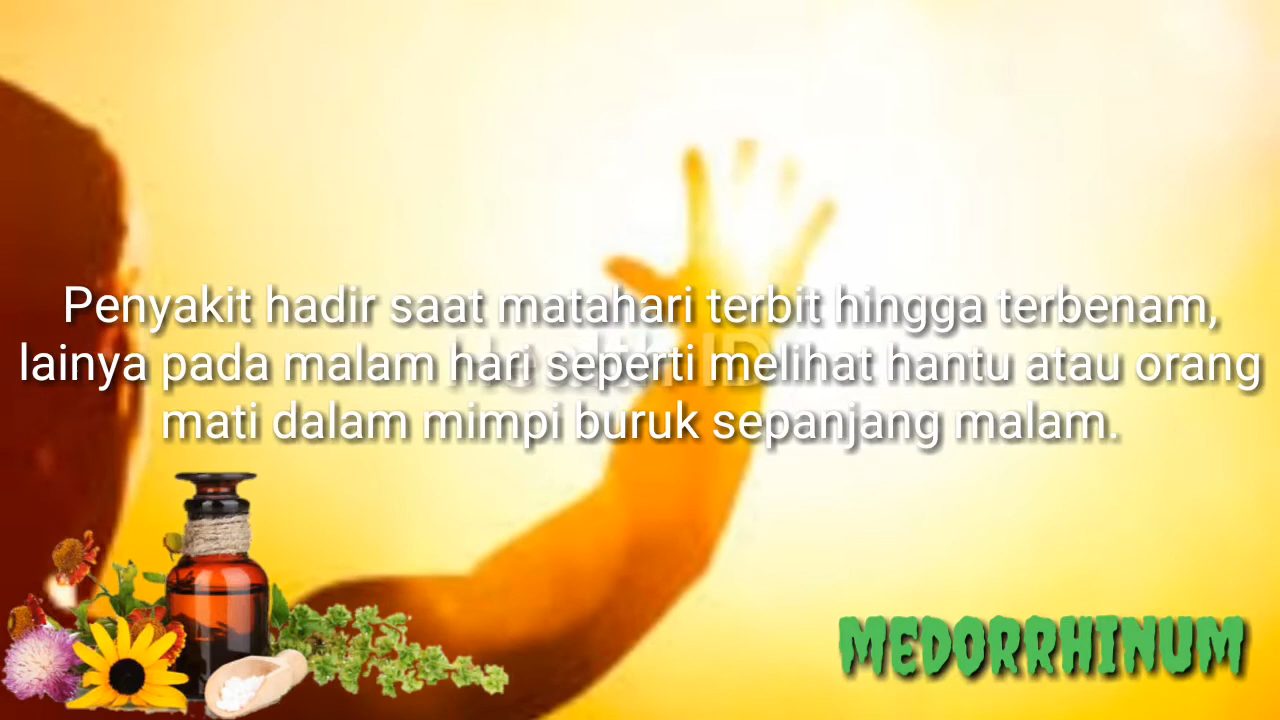 Penyakit hadir saat matahari terbit hingga terbenam,
lainya pada malam hari seperti melihat hantu atau orang
mati dalam mimpi buruk sepanjang malam.
MEDORRHINUM